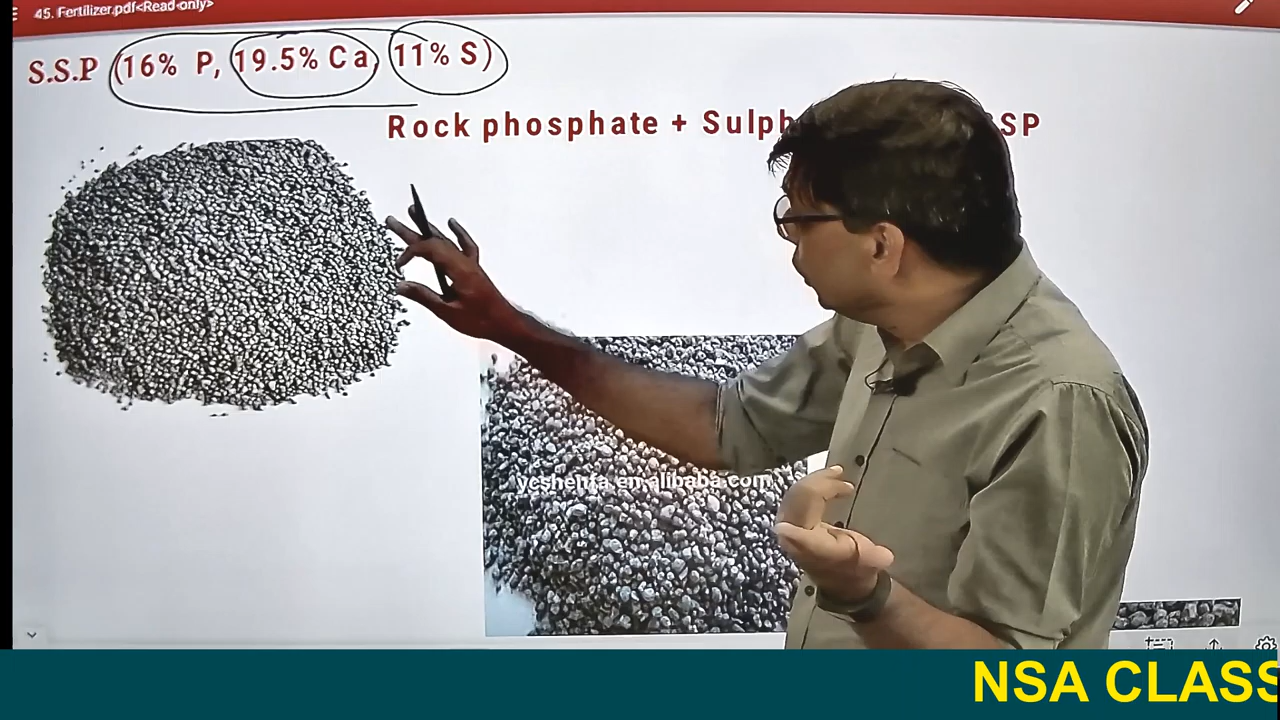 45. Fertilizer.pdf<Read-only>
S.S.P (16% P, 19.5% Ca, 11% S)
Rock phosphate + Sulph SP
ycshenfa.en.alibaba.com
NSA CLASS